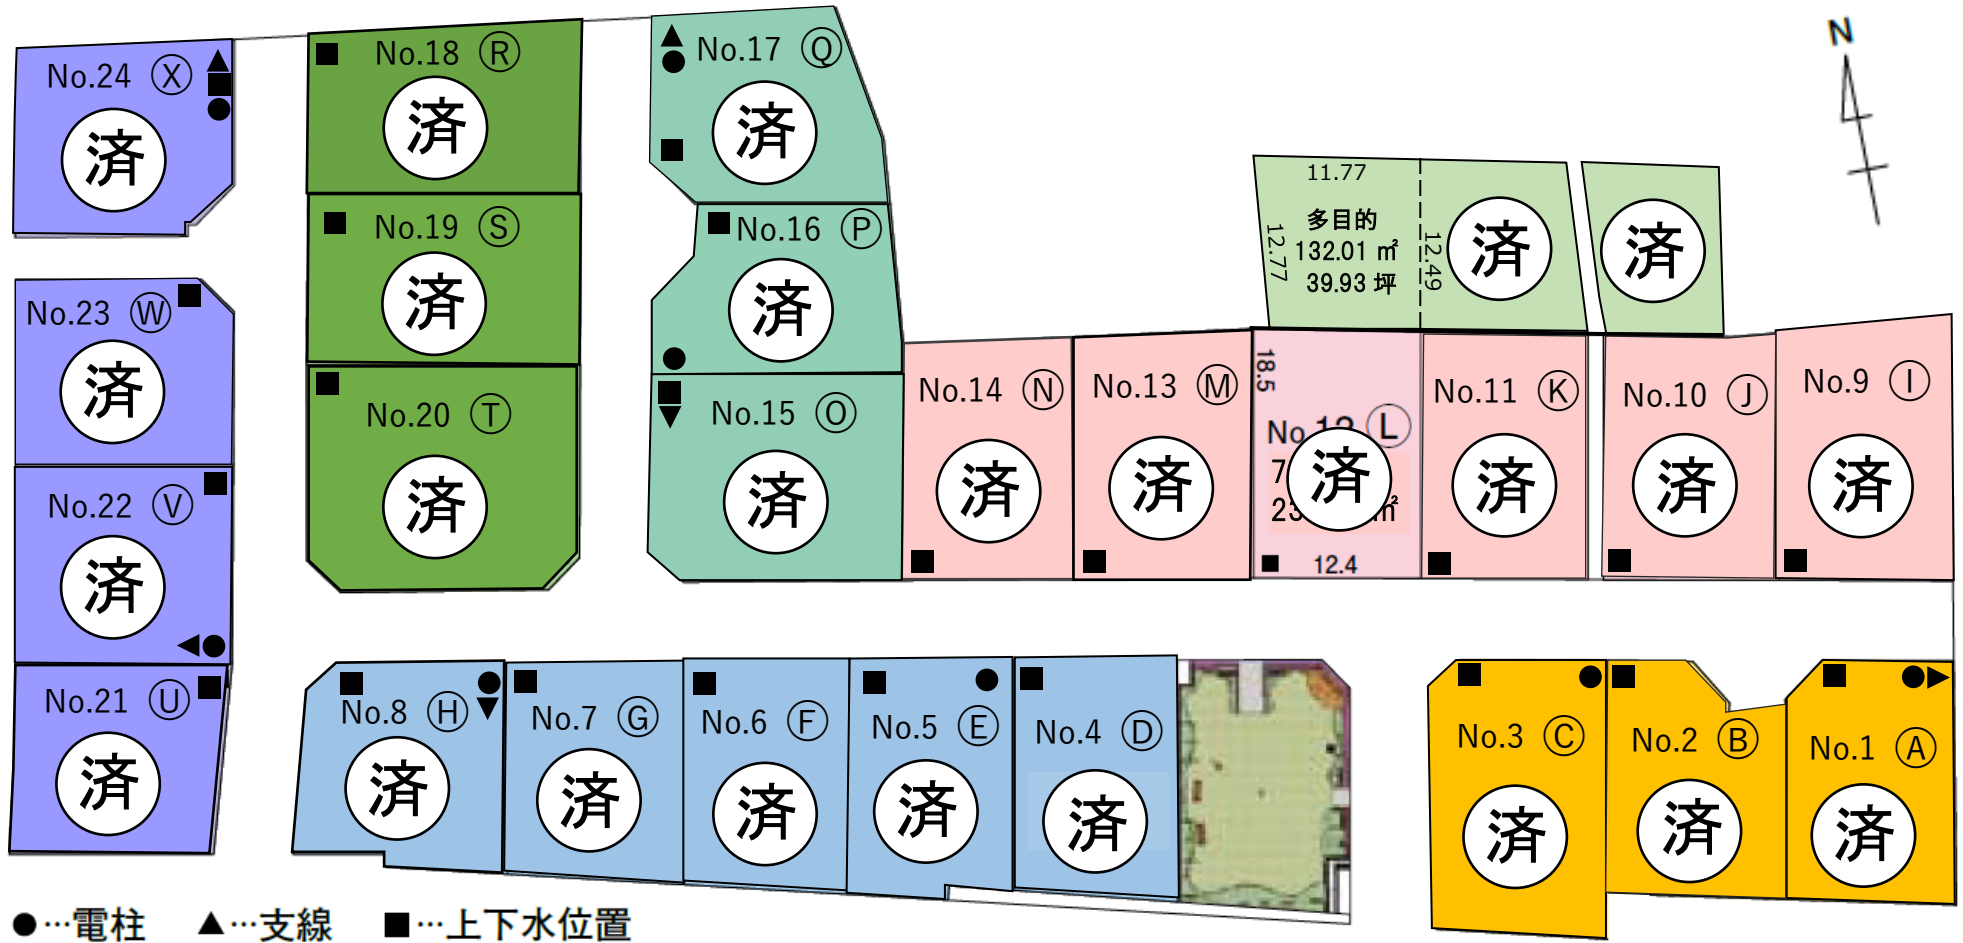 N
No.24 Ⓧ
済
No.18 Ⓡ
済
No.17 Ⓠ
済
No.19 Ⓢ
済
No.16 Ⓟ
済
11.77
多目的
132.01 ㎡
39.93 坪
12.77
12.49
済
済
No.23 Ⓦ
済
No.20 Ⓣ
済
No.15 Ⓞ
済
No.14 Ⓝ
済
No.13 Ⓜ
済
18.5
No Ⓛ
済
7
23 ㎡
12.4
No.11 Ⓚ
済
No.10 Ⓙ
済
No.9 Ⓘ
済
No.22 Ⓥ
済
No.21 Ⓤ
済
No.8 Ⓗ
済
No.7 Ⓖ
済
No.6 Ⓕ
済
No.5 Ⓔ
済
No.4 Ⓓ
済
No.3 Ⓒ
済
No.2 Ⓑ
済
No.1 Ⓐ
済
●…電柱 ▲…支線 ■…上下水位置